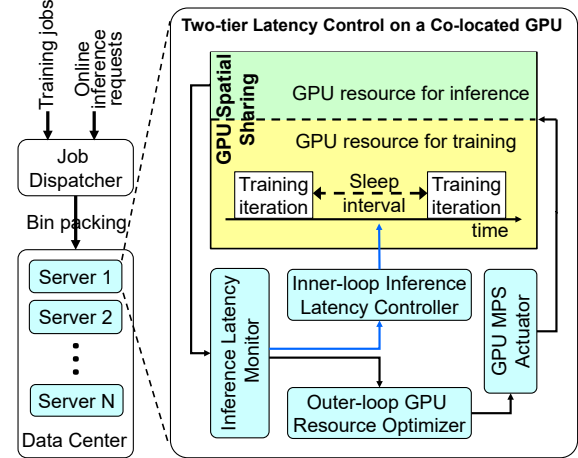 Training jobs
Online
inference
requests
Job
Dispatcher
Bin packing
Server 1
Server 2
Server N
Data Center
Two-tier Latency Control on a Co-located GPU
GPU Spatial
Sharing
GPU resource for inference
GPU resource for training
Training
iteration
Sleep
interval
Training
iteration
time
Inner-loop Inference
Latency Controller
Inference Latency
Monitor
GPU MPS
Actuator
Outer-loop GPU
Resource Optimizer